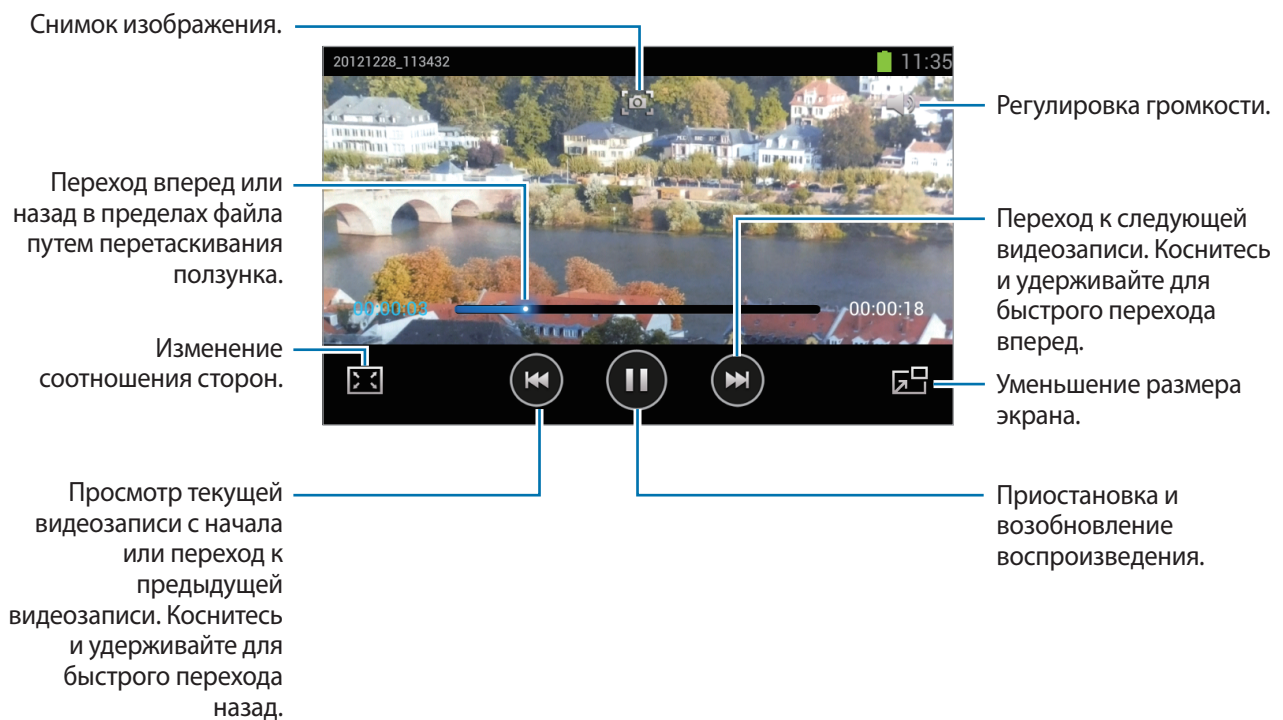 Снимок изображения.
20121228_113432
11:35
Регулировка громкости.
Переход вперед или
назад в пределах файла
путем перетаскивания
ползунка.
Переход к следующей
видеозаписи. Коснитесь
и удерживайте для
быстрого перехода
вперед.
00:00:03
00:00:18
Изменение
соотношения сторон.
Уменьшение размера
экрана.
Просмотр текущей
видеозаписи с начала
или переход к
предыдущей
видеозаписи. Коснитесь
и удерживайте для
быстрого перехода
назад.
Приостановка и
возобновление
воспроизведения.